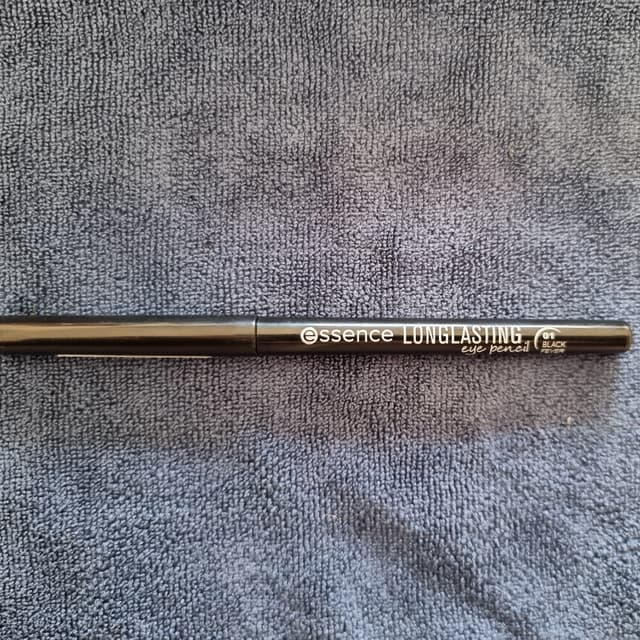 essence LONGLASTING
eye pencil
01
BLACK
FEVER